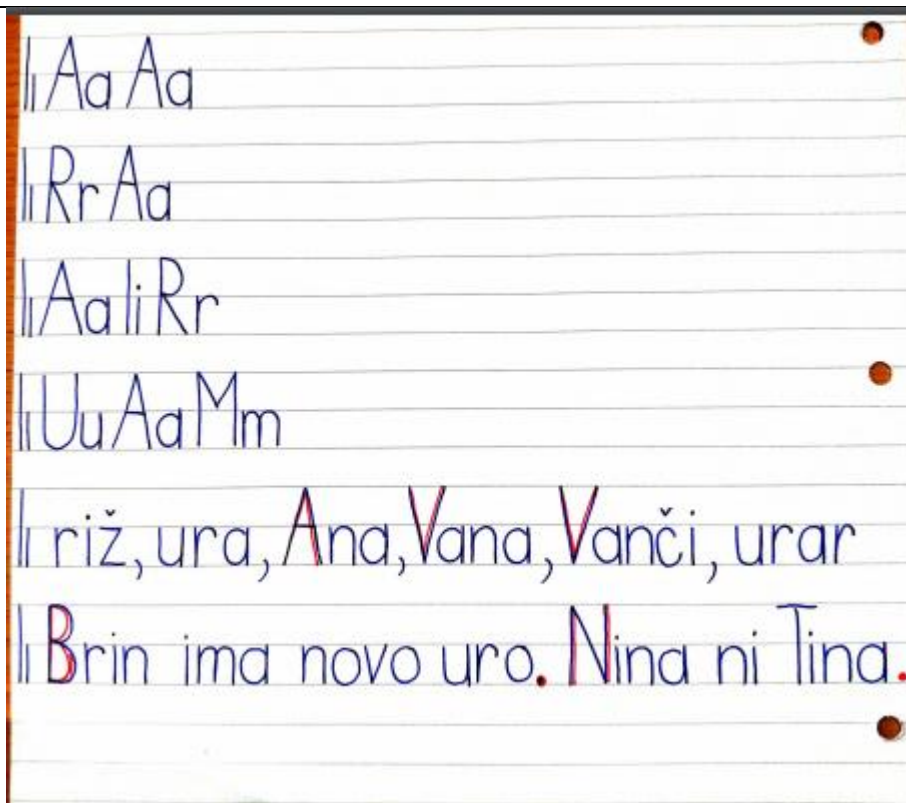 Ii Aa Aa
Ii Rr Aa
Ii Aa Ii Rr
Ii Uu Aa Mm
Ii riž, ura, Ana, Vana, Vanči, urar
Ii Brin ima novo uro. Nina ni Tina.